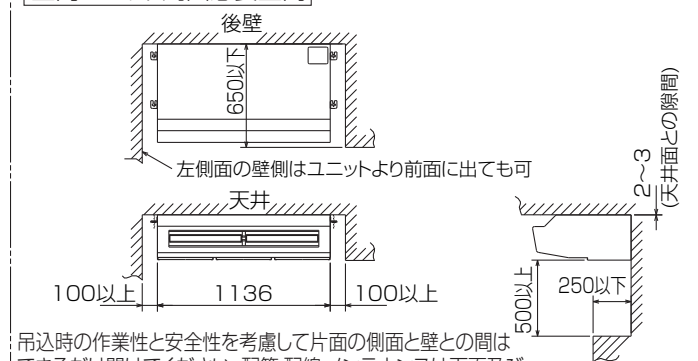 後壁
650以下
左側面の壁側はユニットより前面に出ても可
天井
2～3
(天井面との隙間)
100以上
1136
100以上
500以上
250以下
吊込時の作業性と安全性を考慮して片面の側面と壁との間は